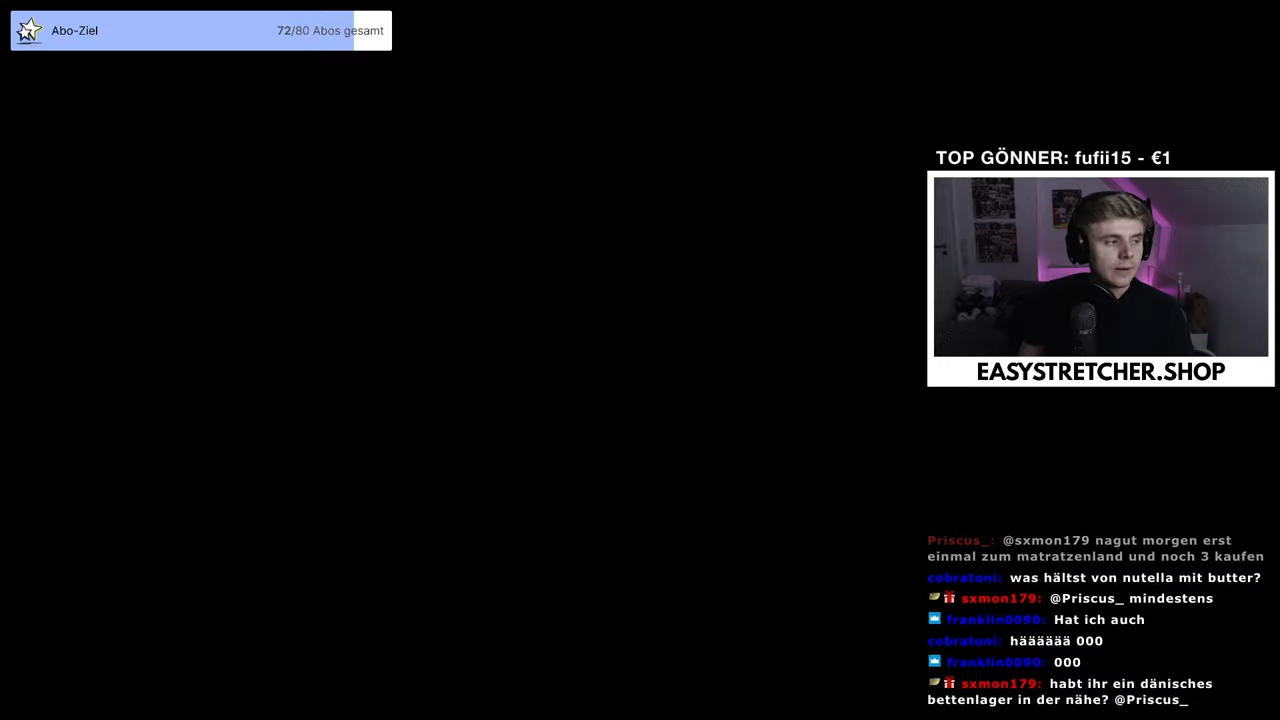 Abo-Ziel 72/80 Abos gesamt
TOP GÖNNER: fufii15 - €1
EASYSTRETCHER.SHOP
Priscus_: @sxmon179 nagut morgen erst
einmal zum matratzenland und noch 3 kaufen
cobratoni: was hältst von nutella mit butter?
sxmon179: @Priscus_ mindestens
franklin0090: Hat ich auch
cobratoni: hääääää 000
franklin0090: 000
sxmon179: habt ihr ein dänisches
bettenlager in der nähe? @Priscus_